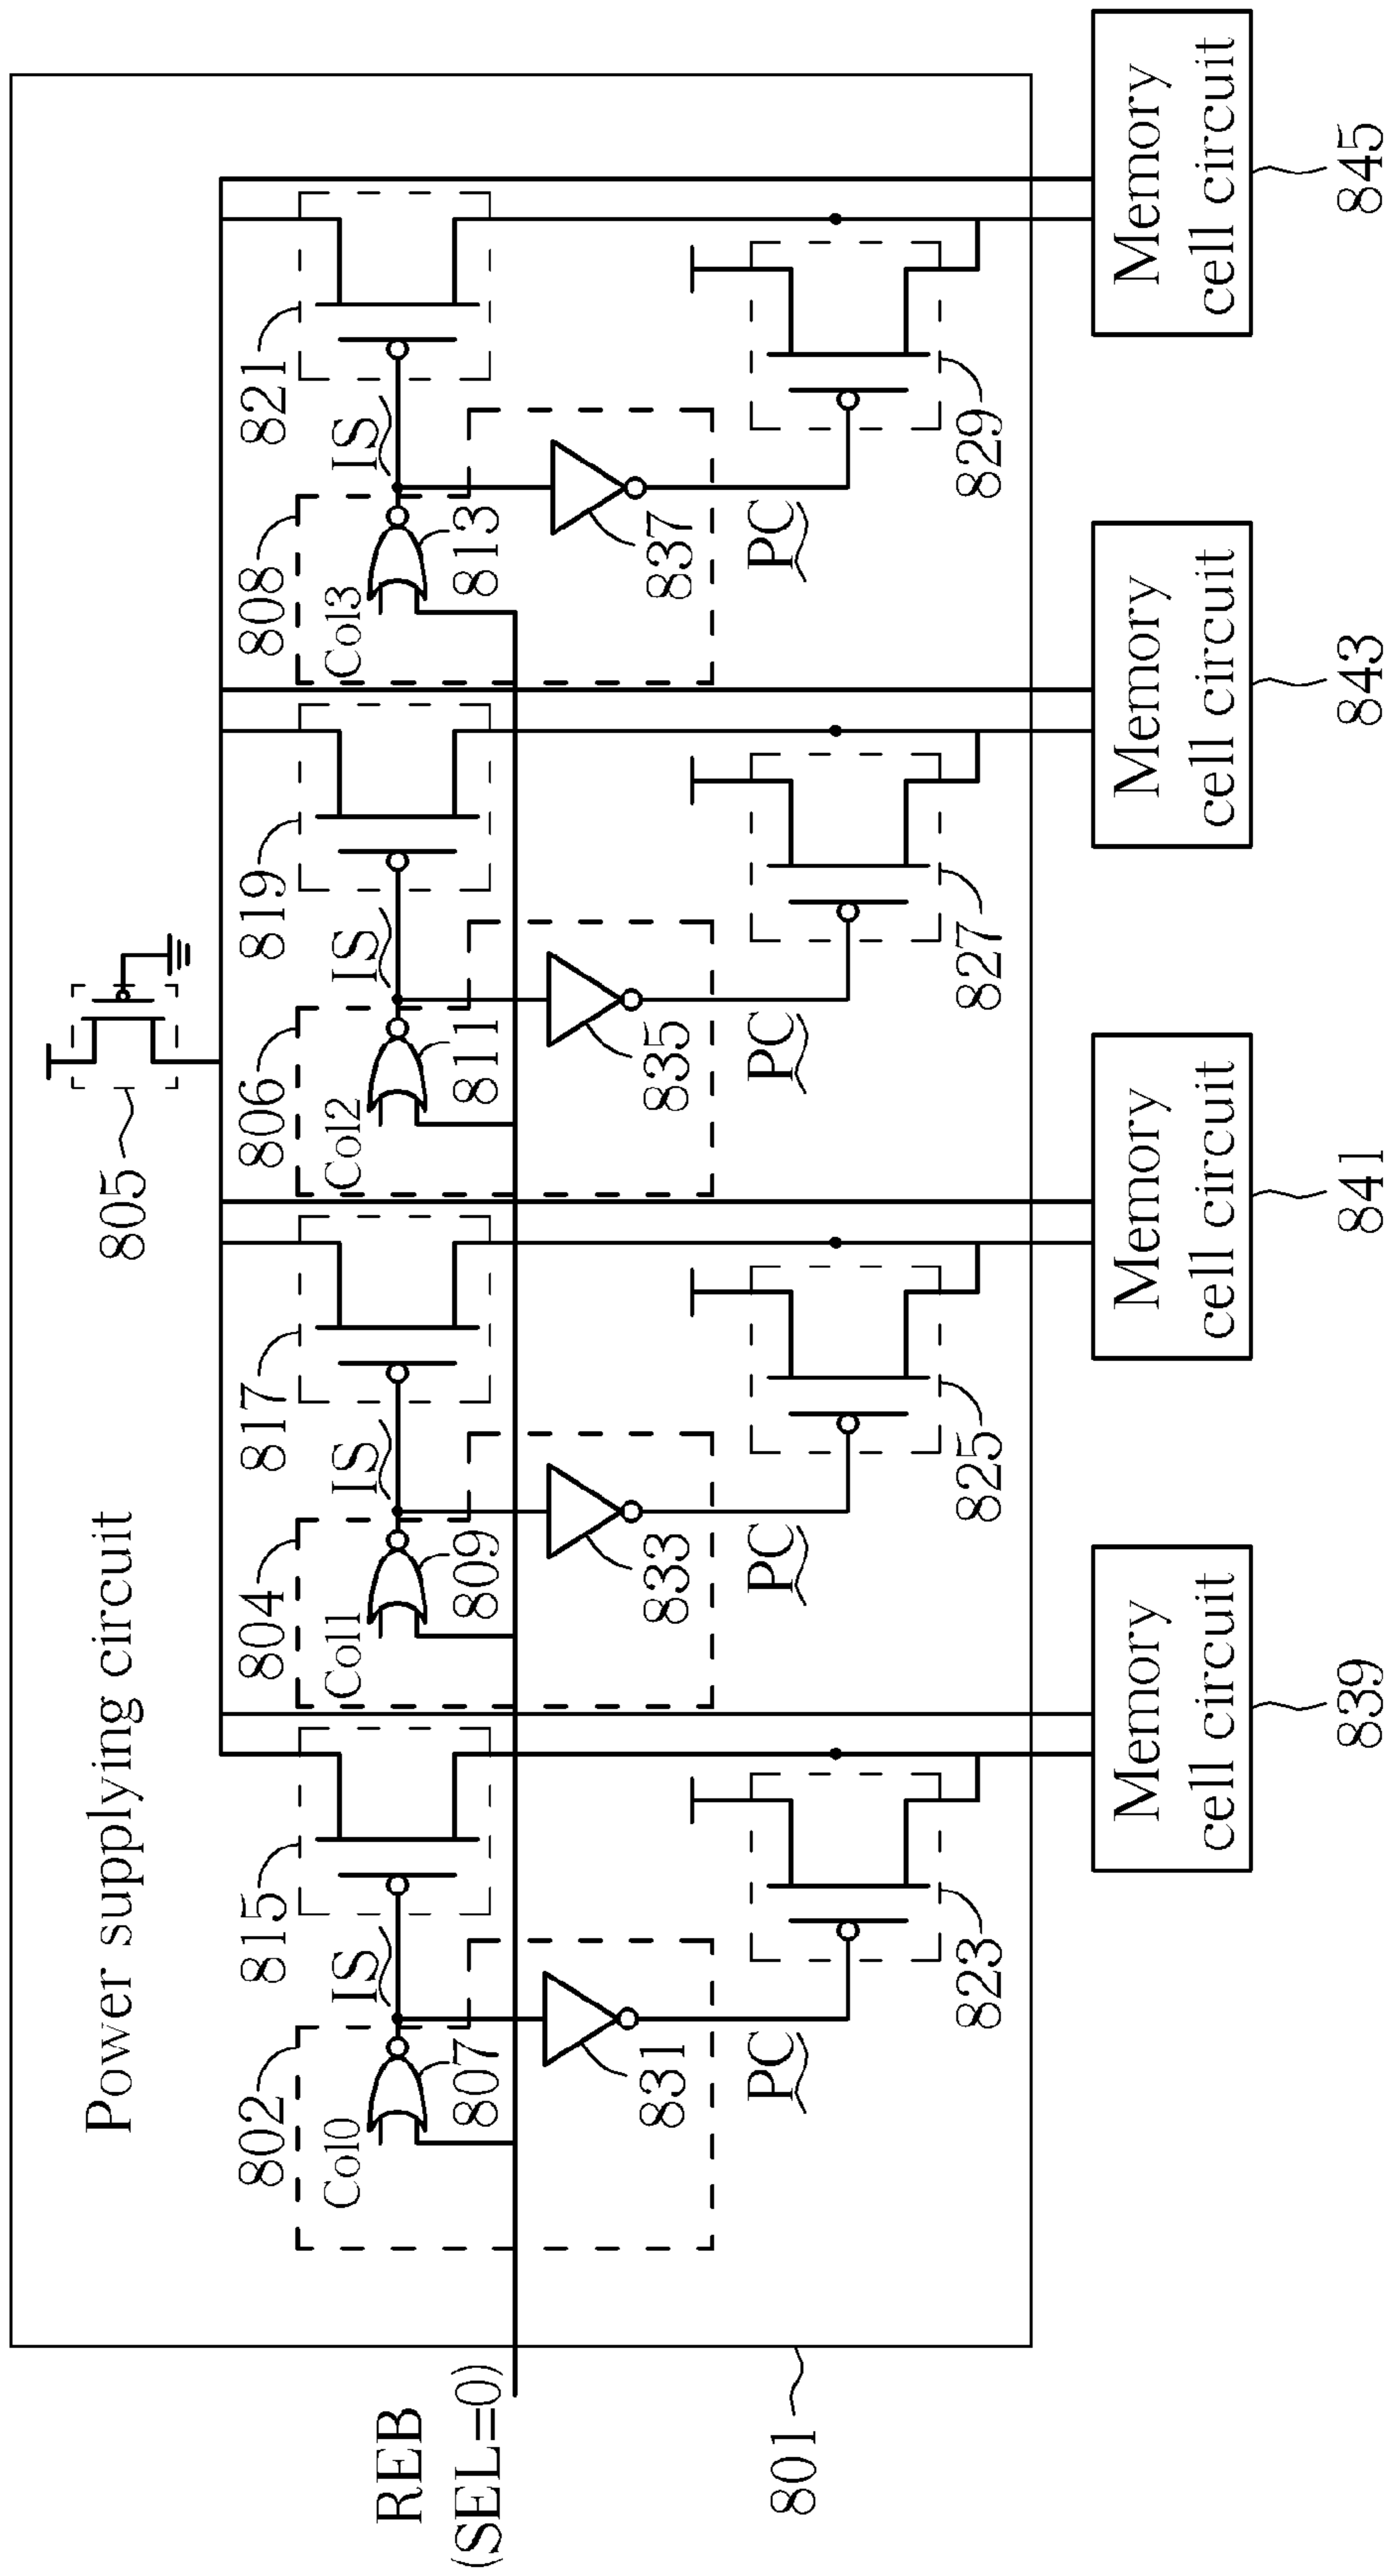 Power supplying circuit
805
802
Col0
807
IS
815
804
Col1
809
IS
817
806
Col2
811
IS
819
808
Col3
813
IS
821
REB
(SEL=0)
831
PC
823
833
PC
825
835
PC
827
837
PC
829
801
Memory
cell circuit
839
Memory
cell circuit
841
Memory
cell circuit
843
Memory
cell circuit
845